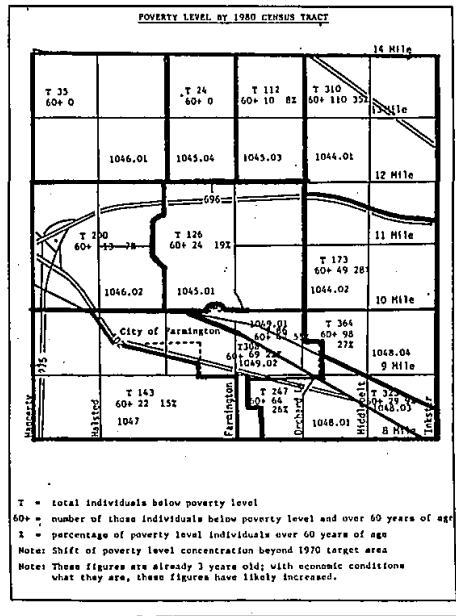 POVERTY LEVEL BY 1980 CENSUS TRACT
14 Mile
T 35
60+ 0
T 24
60+ 0
T 112
60+ 10 8%
T 310
60+ 110 35%
13 Mile
1046.01
1045.04
1045.03
1044.01
12 Mile
696
11 Mile
T 200
60+ 13 7%
T 126
60+ 24 19%
T 173
60+ 49 28%
1046.02
1045.01
1044.02
10 Mile
City of Farmington
1049.01
T 364
60+ 98
27%
60+ 69 22%
1049.02
1048.04
9 Mile
275
T 143
60+ 22 15%
1047
T 247
60+ 64
26%
T 325
1048.03
1048.01
8 Mile
Haggerty
Halsted
Farmington
Orchard L
Middlebelt
Inkster
T = total individuals below poverty level
60+ = number of those individuals below poverty level and over 60 years of age
% = percentage of poverty level individuals over 60 years of age
Note: Shift of poverty level concentration beyond 1970 target area
Note: These figures are already 3 years old; with economic conditions
what they are, these figures have likely increased.